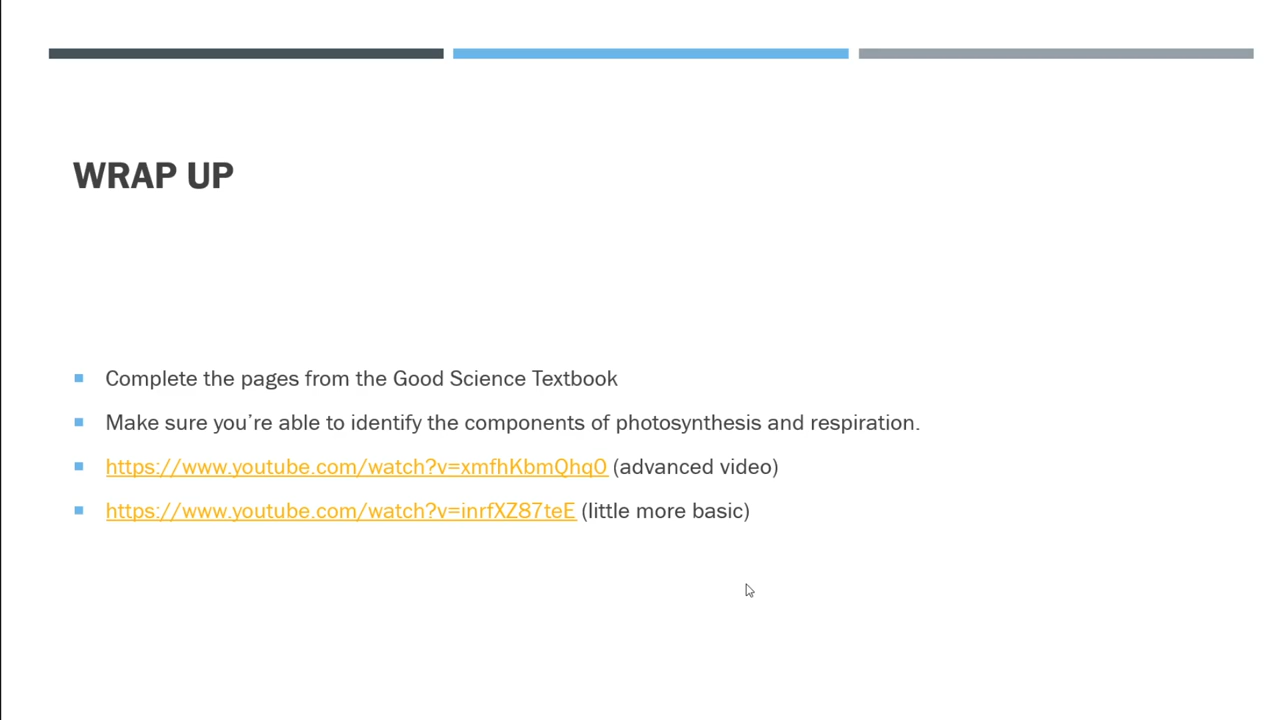 WRAP UP
Complete the pages from the Good Science Textbook
Make sure you're able to identify the components of photosynthesis and respiration.
https://www.youtube.com/watch?v=xmfhKbmQhq0 (advanced video)
https://www.youtube.com/watch?v=inrfXZ87teE (little more basic)